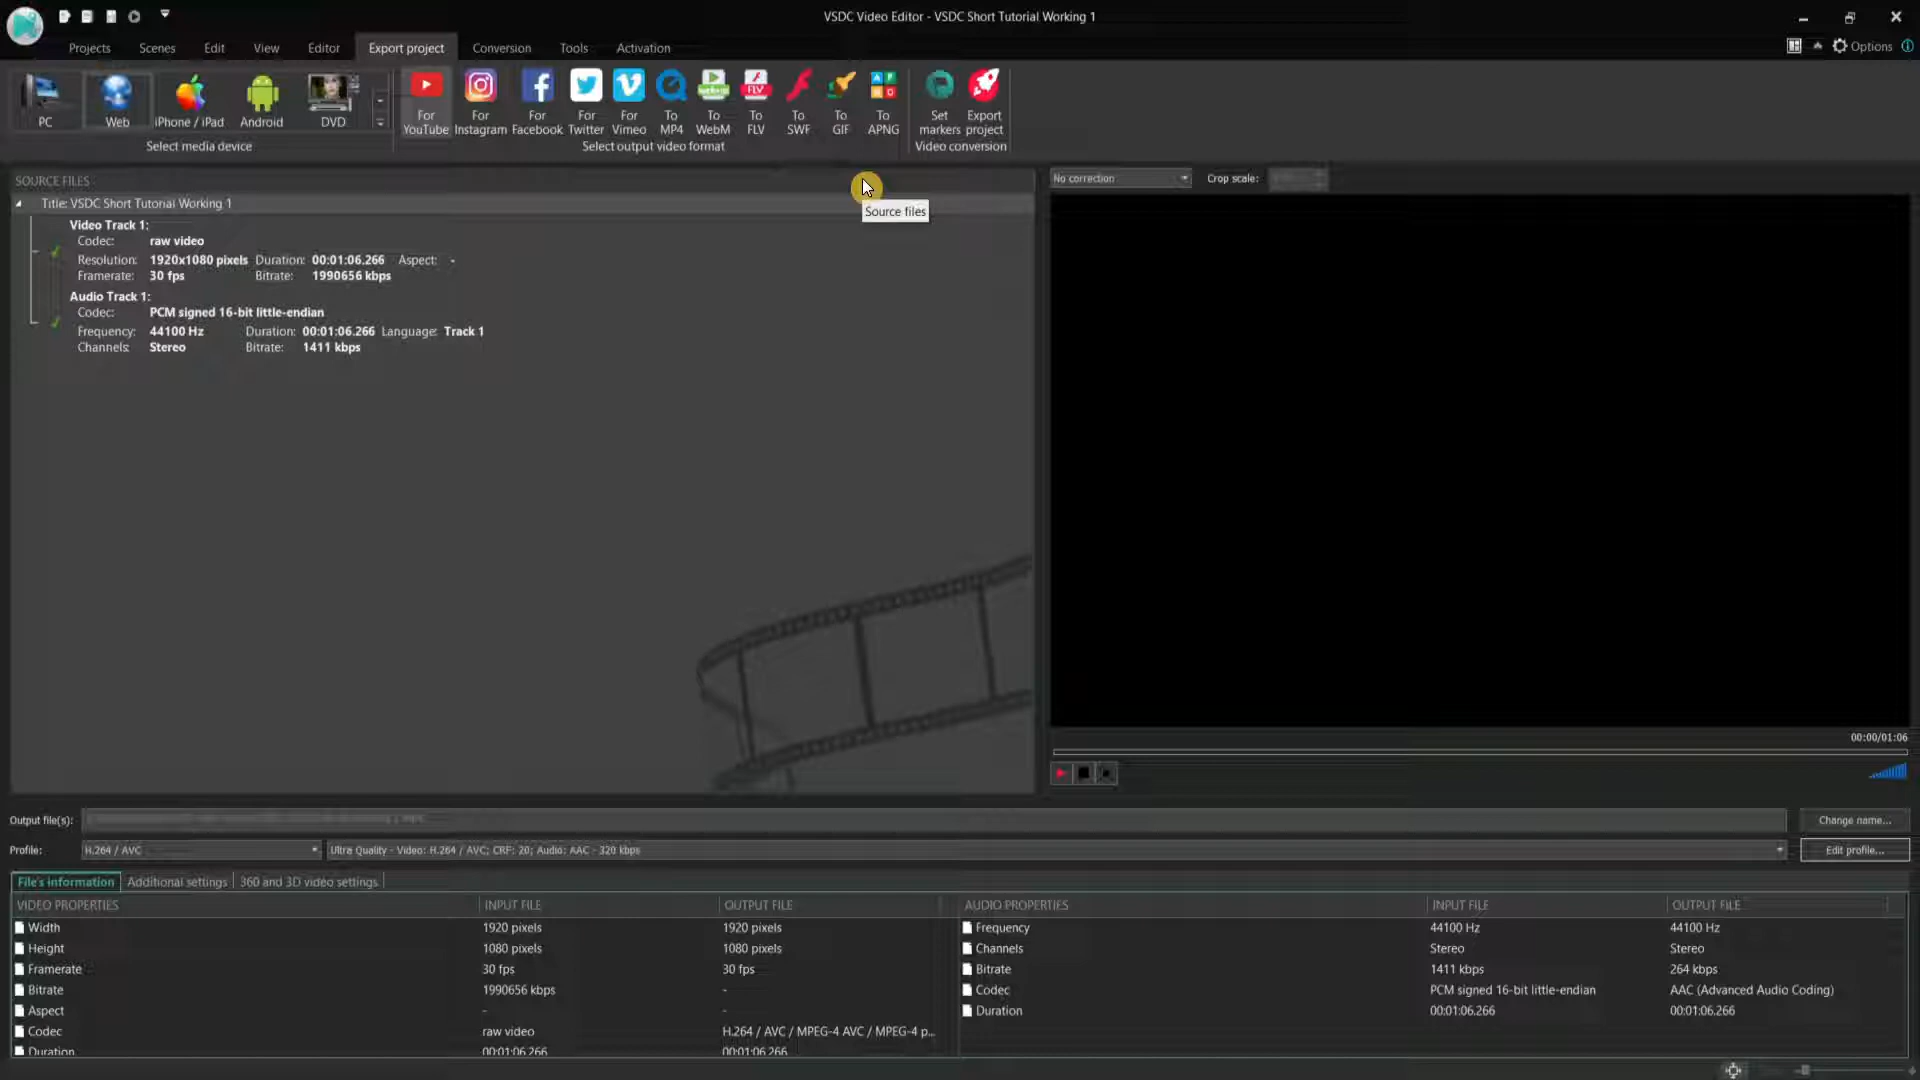 VSDC Video Editor - VSDC Short Tutorial Working 1
Projects Scenes Edit View Editor Export project Conversion Tools Activation Options
PC Web iPhone / iPad Android DVD
Select media device
For YouTube
For Instagram
For Facebook
For Twitter
For Vimeo
To MP4
To WebM
To FLV
To SWF
To GIF
To APNG
Select output video format
Set markers
Export project
Video conversion
SOURCE FILES
Title: VSDC Short Tutorial Working 1
Video Track 1:
Codec: raw video
Resolution: 1920x1080 pixels Duration: 00:01:06.266 Aspect: -
Framerate: 30 fps Bitrate: 1990656 kbps
Audio Track 1:
Codec: PCM signed 16-bit little-endian
Frequency: 44100 Hz Duration: 00:01:06.266 Language: Track 1
Channels: Stereo Bitrate: 1411 kbps
Source files
No correction Crop scale:
00:00/01:06
Output file(s): Change name...
Profile: H.264 / AVC Ultra Quality - Video: H.264 / AVC; CRF: 20; Audio: AAC - 320 kbps Edit profile...
File's information Additional settings 360 and 3D video settings
VIDEO PROPERTIES INPUT FILE OUTPUT FILE
Width 1920 pixels 1920 pixels
Height 1080 pixels 1080 pixels
Framerate 30 fps 30 fps
Bitrate 1990656 kbps -
Aspect - -
Codec raw video H.264 / AVC / MPEG-4 AVC / MPEG-4 p...
Duration 00:01:06.266 00:01:06.266
AUDIO PROPERTIES INPUT FILE OUTPUT FILE
Frequency 44100 Hz 44100 Hz
Channels Stereo Stereo
Bitrate 1411 kbps 264 kbps
Codec PCM signed 16-bit little-endian AAC (Advanced Audio Coding)
Duration 00:01:06.266 00:01:06.266